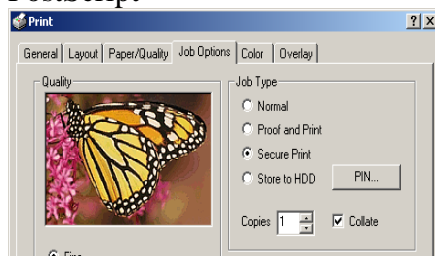 PostScript
Print
General Layout Paper/Quality Job Options Color Overlay
Quality
Job Type
Normal
Proof and Print
Secure Print
Store to HDD PIN...
Copies 1 Collate
Fine